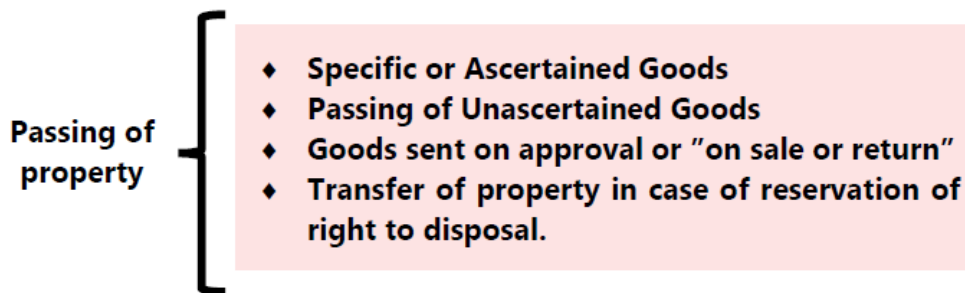 Passing of
property
♦ Specific or Ascertained Goods
♦ Passing of Unascertained Goods
♦ Goods sent on approval or ”on sale or return”
♦ Transfer of property in case of reservation of
right to disposal.